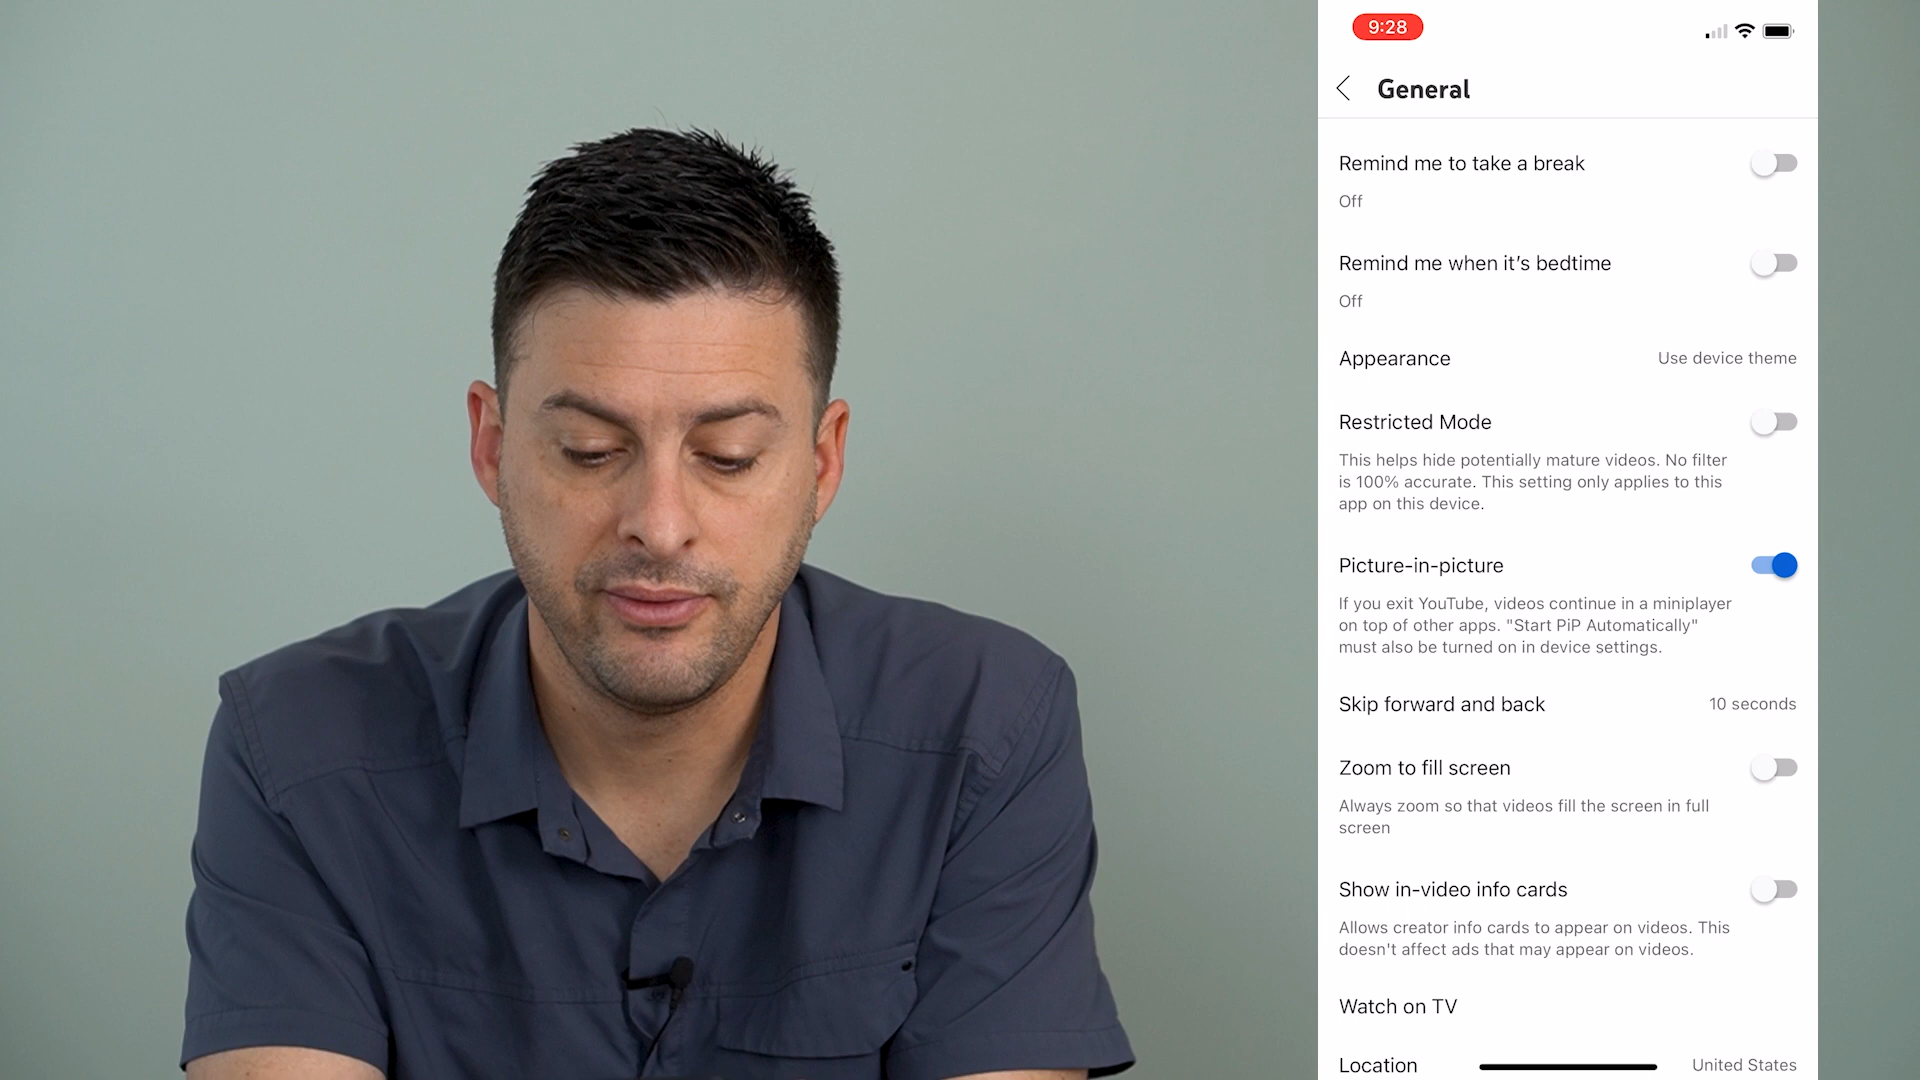 9:28
General
Remind me to take a break
Off
Remind me when it's bedtime
Off
Appearance Use device theme
Restricted Mode
This helps hide potentially mature videos. No filter
is 100% accurate. This setting only applies to this
app on this device.
Picture-in-picture
If you exit YouTube, videos continue in a miniplayer
on top of other apps. "Start PiP Automatically"
must also be turned on in device settings.
Skip forward and back 10 seconds
Zoom to fill screen
Always zoom so that videos fill the screen in full
screen
Show in-video info cards
Allows creator info cards to appear on videos. This
doesn't affect ads that may appear on videos.
Watch on TV
Location United States